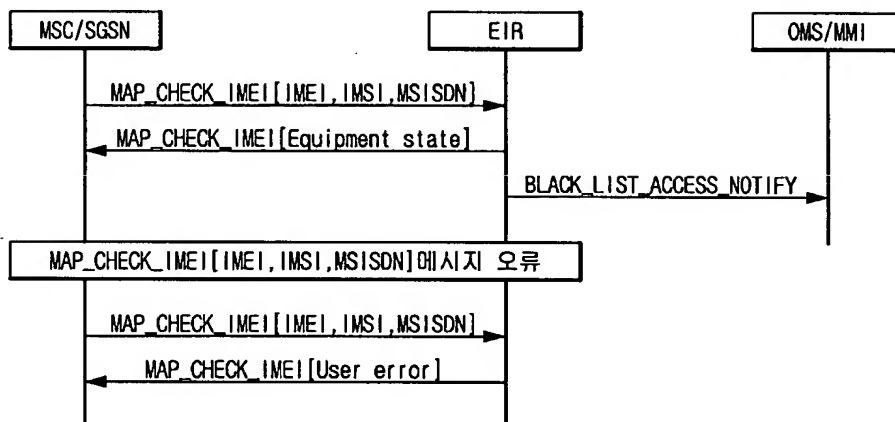 MSC/SGSN EIR OMS/MMI
MAP_CHECK_IMEI[IMEI,IMSI,MSISDN]
MAP_CHECK_IMEI[Equipment state]
BLACK_LIST_ACCESS_NOTIFY
MAP_CHECK_IMEI[IMEI,IMSI,MSISDN]메시지 오류
MAP_CHECK_IMEI[IMEI,IMSI,MSISDN]
MAP_CHECK_IMEI[User error]